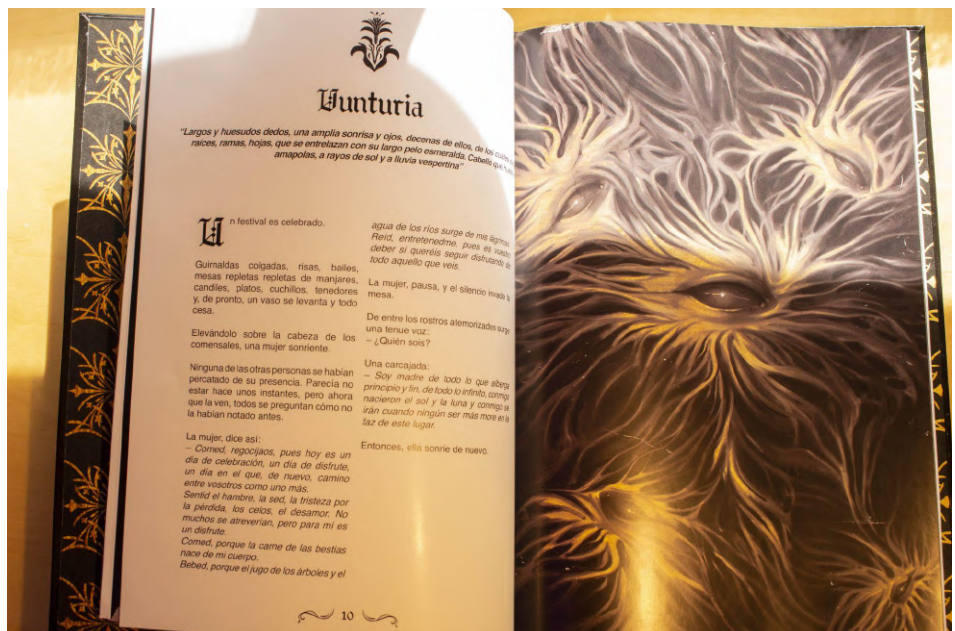 Vunturia
"Largos y huesudos dedos, una amplia sonrisa y ojos, decenas de ellos, de los
raíces, ramas, hojas, que se entrelazan con su largo pelo esmeralda. Cabello que
amapolas, a rayos de sol y a lluvia vespertina"
Un festival es celebrado.
Guirnaldas colgadas, risas, bailes,
mesas repletas repletas de manjares,
candiles, platos, cuchillos, tenedores
y, de pronto, un vaso se levanta y todo
cesa.
Elevándolo sobre la cabeza de los
comensales, una mujer sonriente.
Ninguna de las otras personas se habían
percatado de su presencia. Parecía no
estar hace unos instantes, pero ahora
que la ven, todos se preguntan cómo no
la habían notado antes.
La mujer, dice así:
– Comed, regocijaos, pues hoy es un
día de celebración, un día de disfrute,
un día en el que, de nuevo, camino
entre vosotros como uno más.
Sentid el hambre, la sed, la tristeza por
la pérdida, los celos, el desamor. No
muchos se atreverían, pero para mí es
un disfrute.
Comed, porque la carne de las bestias
nace de mi cuerpo.
Bebed, porque el jugo de los árboles y el
agua de los ríos surge de mis lágrimas.
Reíd, entretenedme, pues es vuestro
deber si queréis seguir disfrutando de
todo aquello que veis.
La mujer, pausa, y el silencio invade la
mesa.
De entre los rostros atemorizados surge
una tenue voz:
– ¿Quién sois?
Una carcajada:
– Soy madre de todo lo que alberga
principio y fin, de todo lo infinito, conmigo
nacieron el sol y la luna y conmigo se
irán cuando ningún ser más more en la
faz de este lugar.
Entonces, ella sonríe de nuevo.
10